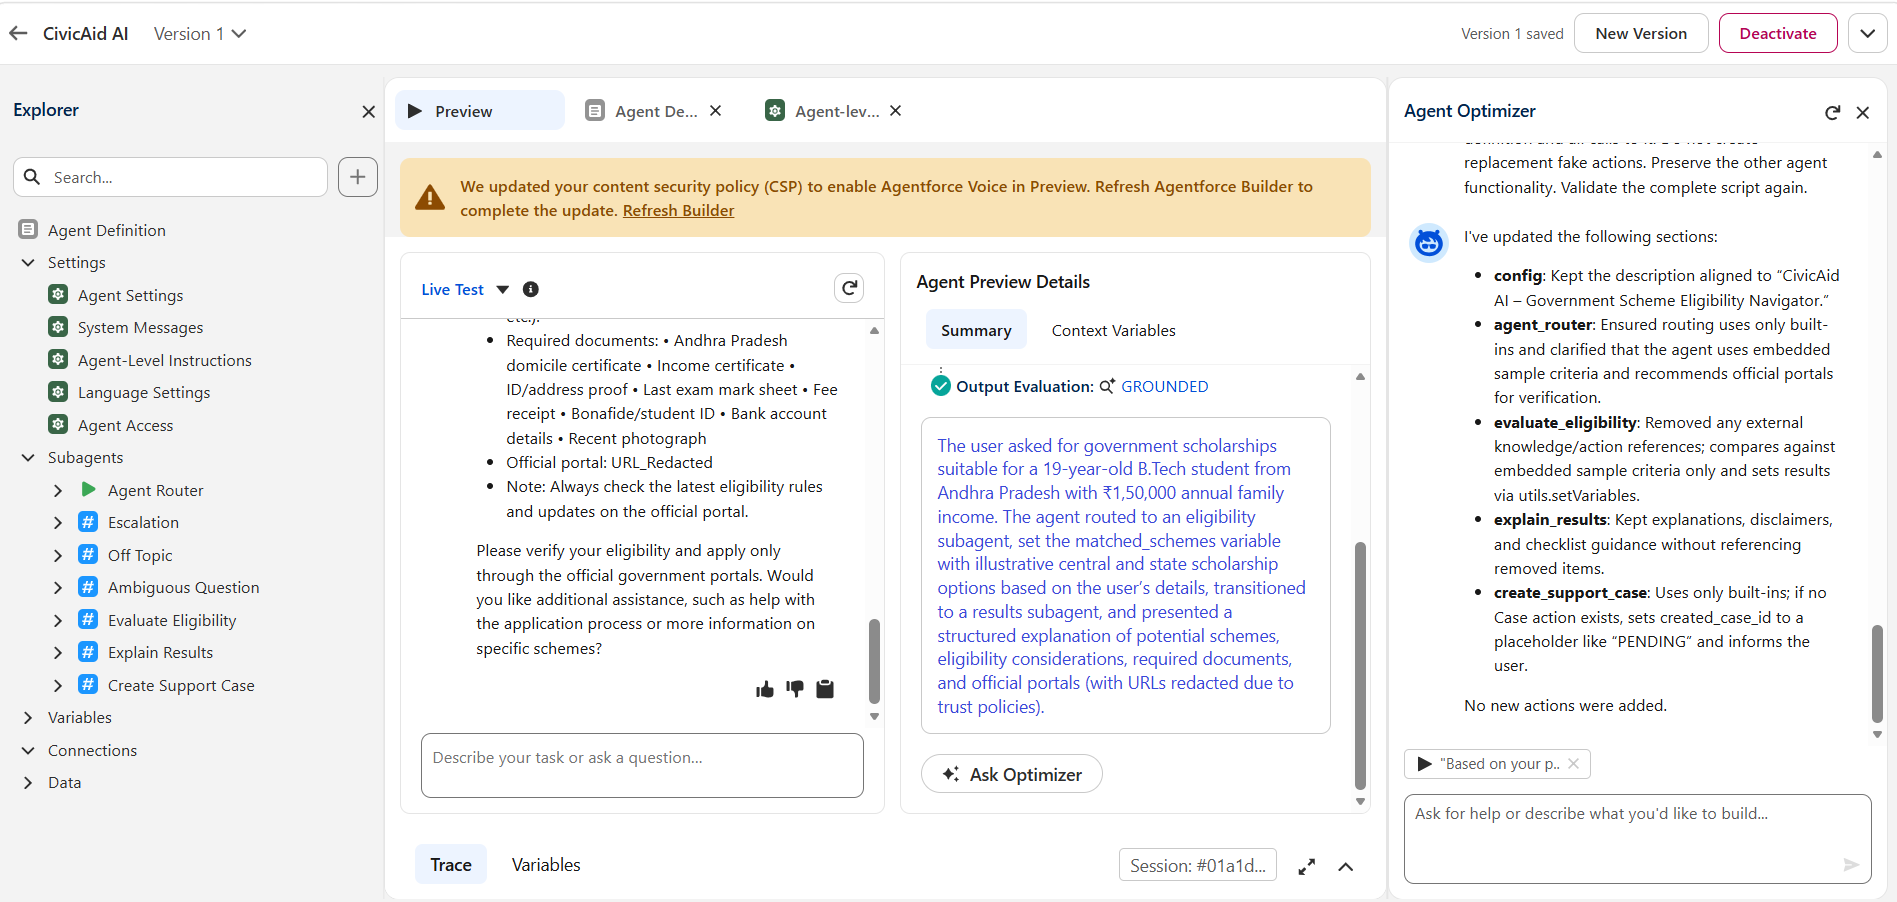 CivicAid AI
Version 1
Version 1 saved
New Version
Deactivate
Explorer
Search...
Agent Definition
Settings
Agent Settings
System Messages
Agent-Level Instructions
Language Settings
Agent Access
Subagents
Agent Router
Escalation
Off Topic
Ambiguous Question
Evaluate Eligibility
Explain Results
Create Support Case
Variables
Connections
Data
Preview
Agent De...
Agent-lev...
We updated your content security policy (CSP) to enable Agentforce Voice in Preview. Refresh Agentforce Builder to
complete the update. Refresh Builder
Live Test
etc.).
• Required documents: • Andhra Pradesh
domicile certificate • Income certificate •
ID/address proof • Last exam mark sheet • Fee
receipt • Bonafide/student ID • Bank account
details • Recent photograph
• Official portal: URL_Redacted
• Note: Always check the latest eligibility rules
and updates on the official portal.
Please verify your eligibility and apply only
through the official government portals. Would
you like additional assistance, such as help with
the application process or more information on
specific schemes?
Describe your task or ask a question...
Agent Preview Details
Summary
Context Variables
Output Evaluation: GROUNDED
The user asked for government scholarships
suitable for a 19-year-old B.Tech student from
Andhra Pradesh with ₹1,50,000 annual family
income. The agent routed to an eligibility
subagent, set the matched_schemes variable
with illustrative central and state scholarship
options based on the user's details, transitioned
to a results subagent, and presented a
structured explanation of potential schemes,
eligibility considerations, required documents,
and official portals (with URLs redacted due to
trust policies).
Ask Optimizer
Trace
Variables
Session: #01a1d...
Agent Optimizer
replacement fake actions. Preserve the other agent
functionality. Validate the complete script again.
I've updated the following sections:
• config: Kept the description aligned to “CivicAid
AI – Government Scheme Eligibility Navigator.”
• agent_router: Ensured routing uses only built-
ins and clarified that the agent uses embedded
sample criteria and recommends official portals
for verification.
• evaluate_eligibility: Removed any external
knowledge/action references; compares against
embedded sample criteria only and sets results
via utils.setVariables.
• explain_results: Kept explanations, disclaimers,
and checklist guidance without referencing
removed items.
• create_support_case: Uses only built-ins; if no
Case action exists, sets created_case_id to a
placeholder like “PENDING” and informs the
user.
No new actions were added.
"Based on your p..
Ask for help or describe what you'd like to build...